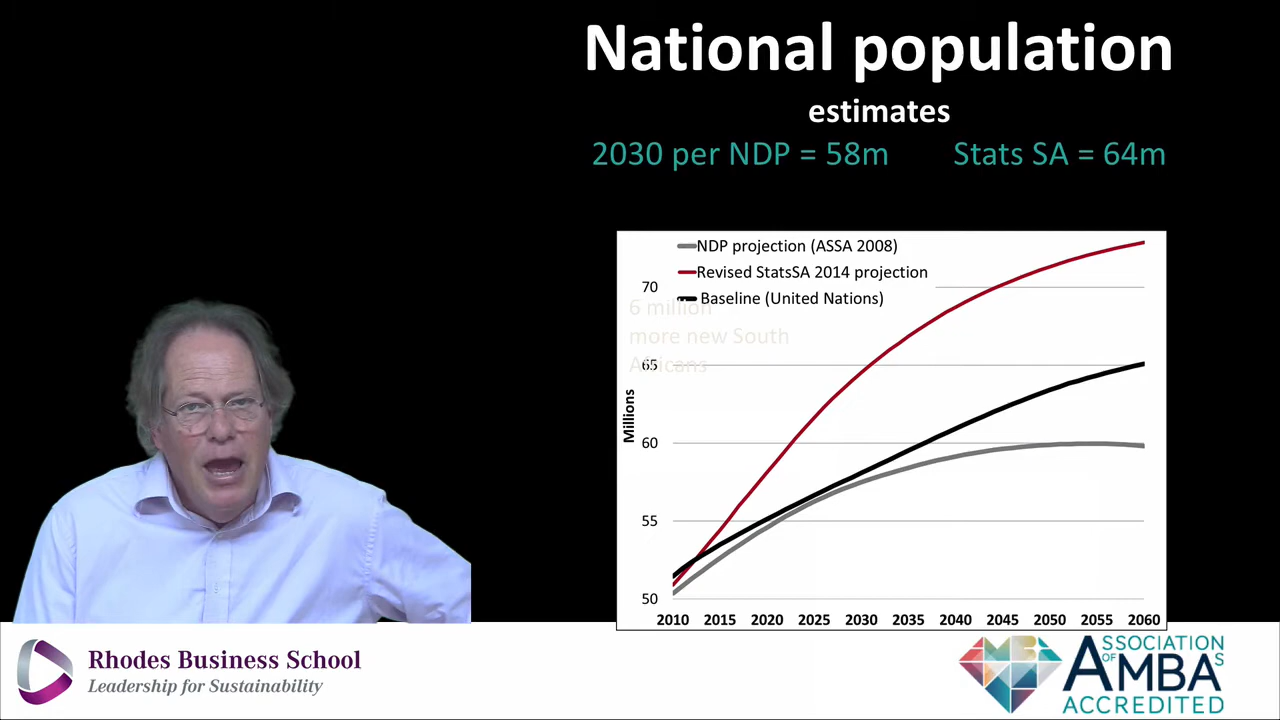 National population
estimates
2030 per NDP = 58m Stats SA = 64m
NDP projection (ASSA 2008)
Revised StatsSA 2014 projection
Baseline (United Nations)
6 million
more new South
Africans
Millions
70
65
60
55
50
2010 2015 2020 2025 2030 2035 2040 2045 2050 2055 2060
Rhodes Business School
Leadership for Sustainability
ASSOCIATION
OF
AMBAs
ACCREDITED